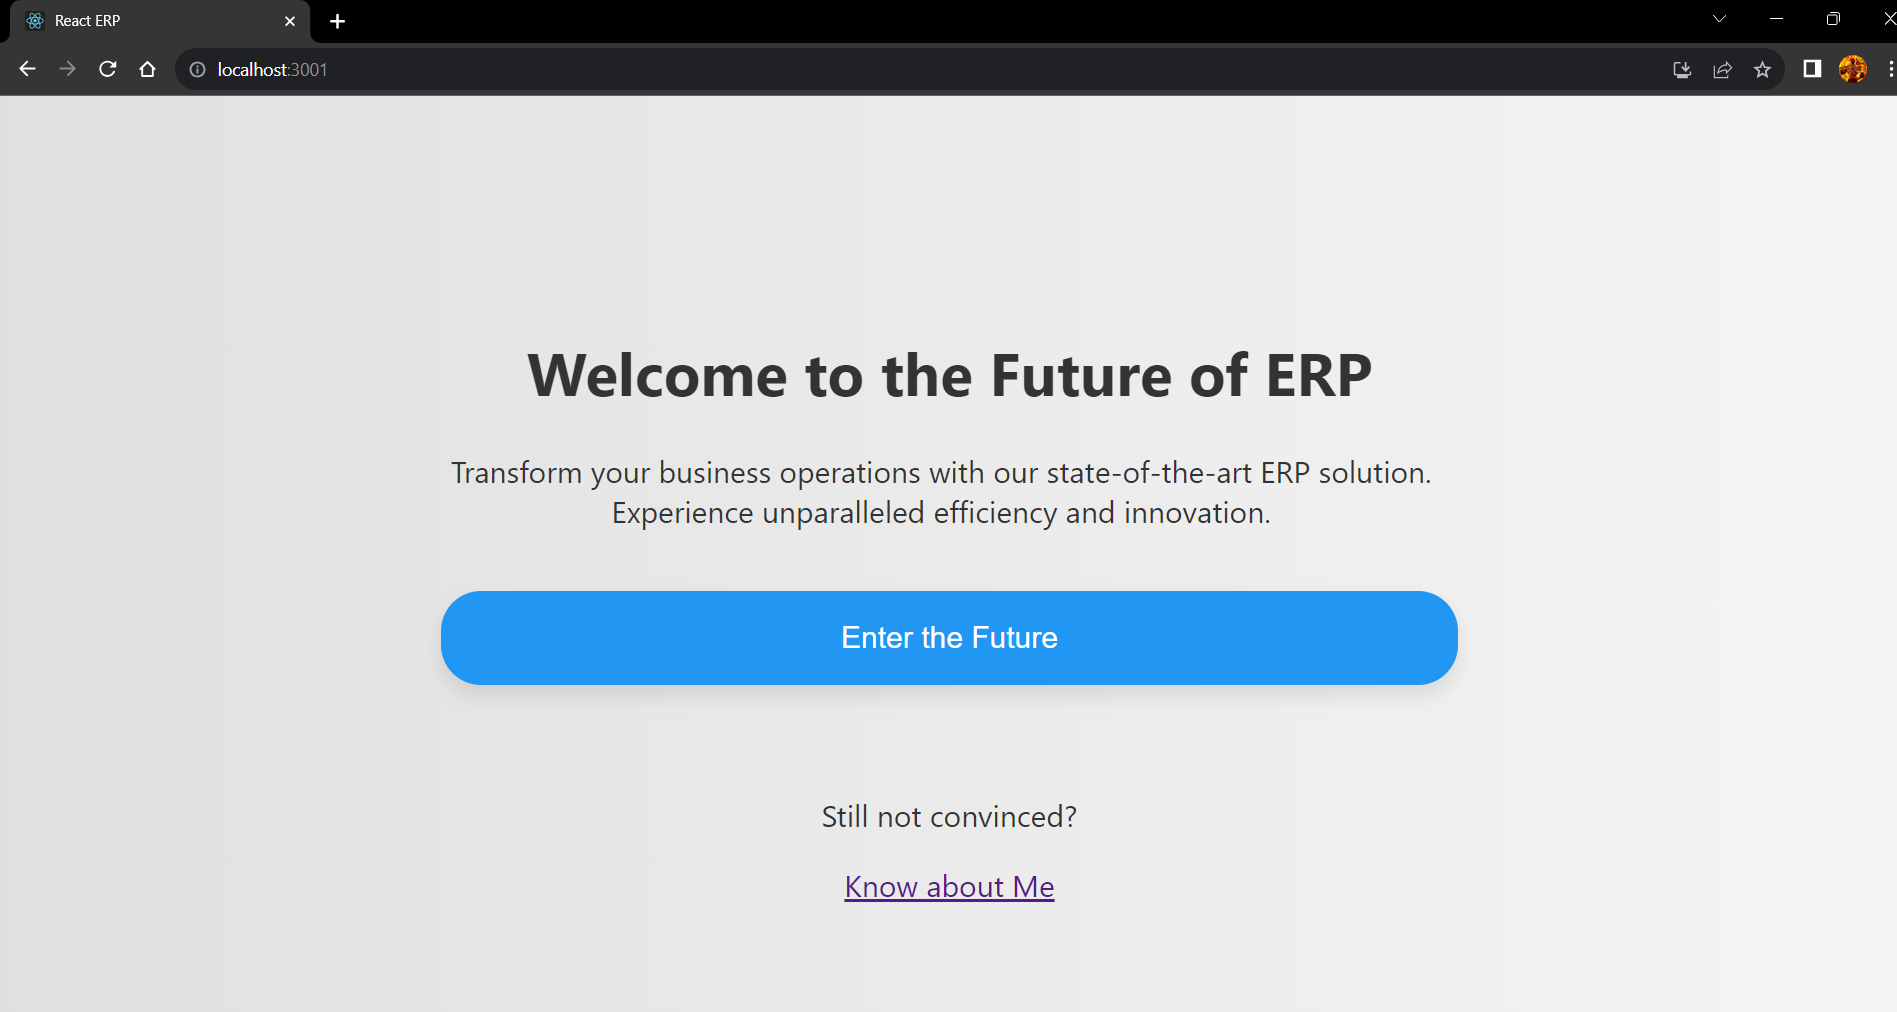 React ERP
localhost:3001
Welcome to the Future of ERP
Transform your business operations with our state-of-the-art ERP solution.
Experience unparalleled efficiency and innovation.
Enter the Future
Still not convinced?
Know about Me